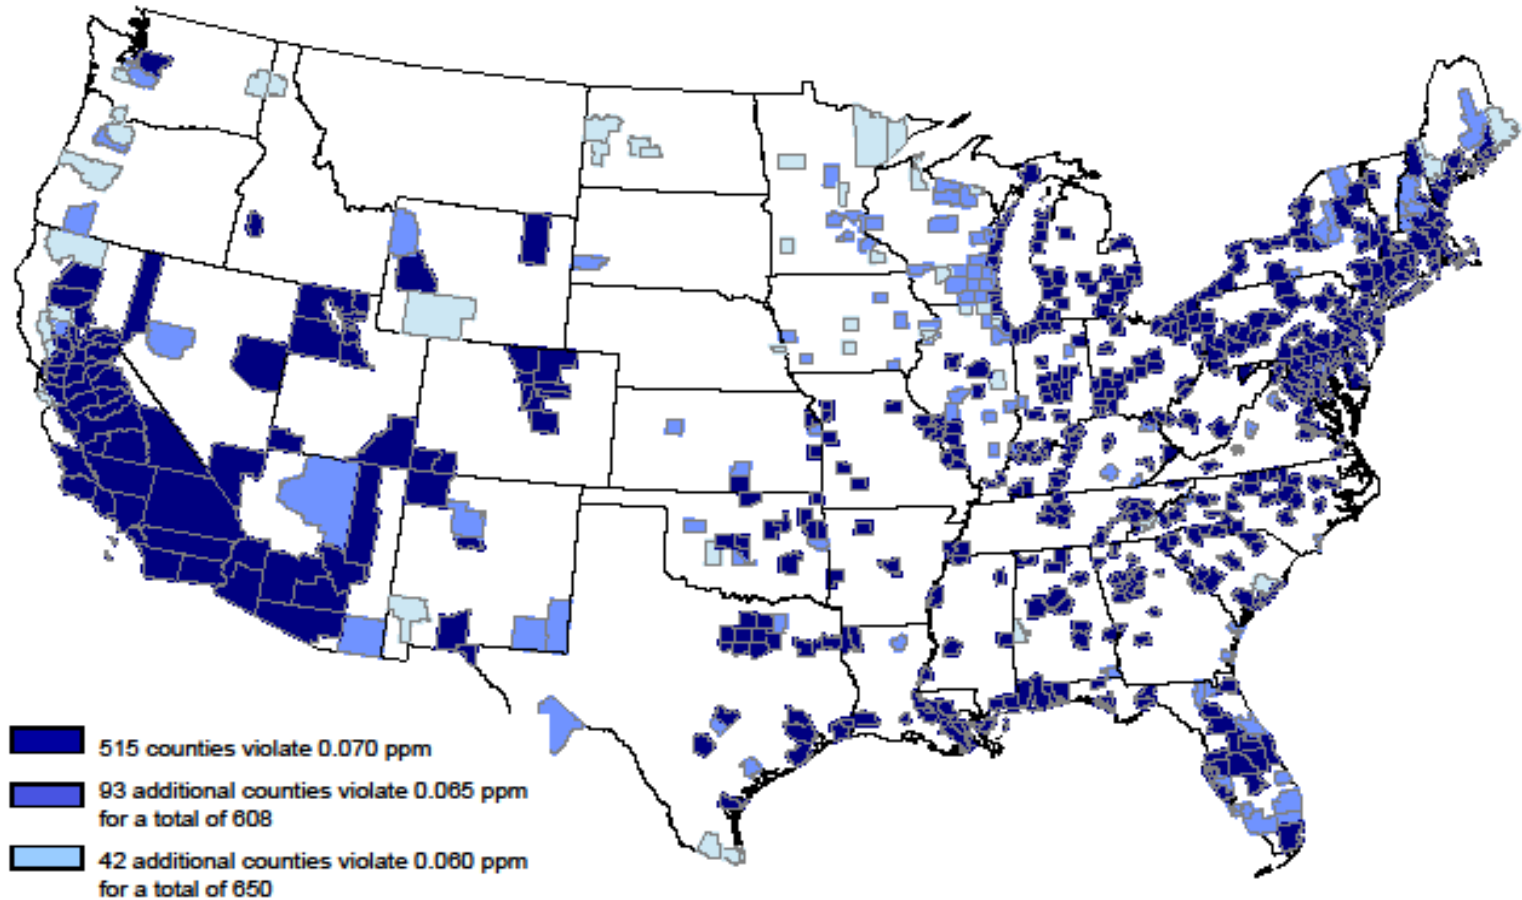 515 counties violate 0.070 ppm
93 additional counties violate 0.065 ppm
for a total of 608
42 additional counties violate 0.060 ppm
for a total of 650